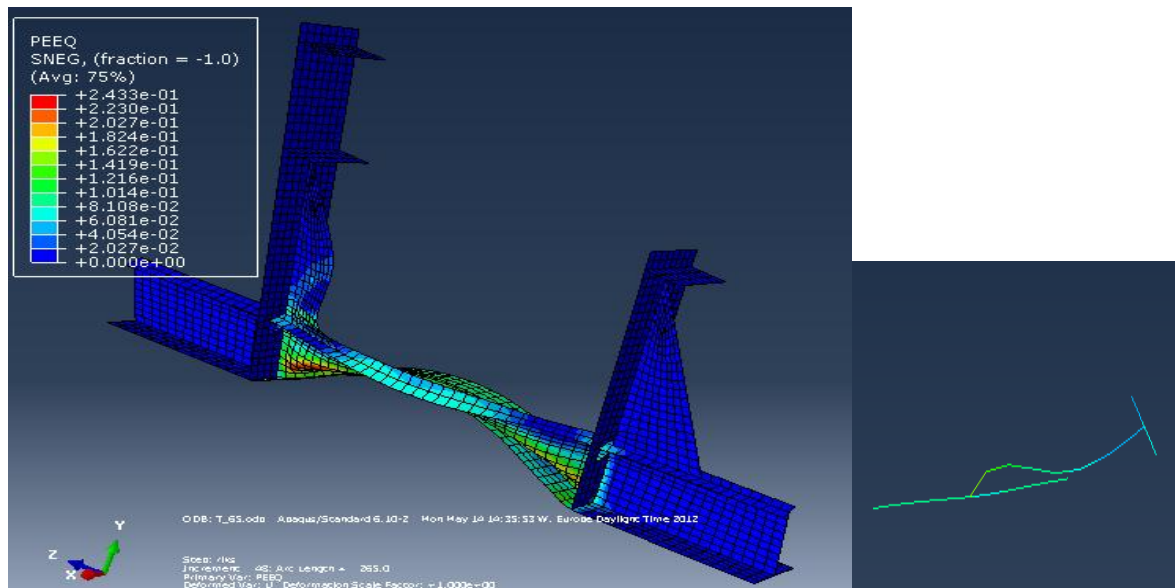 PEEQ
SNEG, (fraction = -1.0)
(Avg: 75%)
+2.433e-01
+2.230e-01
+2.027e-01
+1.824e-01
+1.622e-01
+1.419e-01
+1.216e-01
+1.014e-01
+8.108e-02
+6.081e-02
+4.054e-02
+2.027e-02
+0.000e+00
ODB: T_65.odb Abaqus/Standard 6.10-2 Mon May 14 14:35:53 W. Europe Daylight Time 2012
Y
Z
X
Step: riks
Increment 48: Arc Length = 265.0
Primary Var: PEEQ
Deformed Var: U Deformation Scale Factor: +1.000e+00